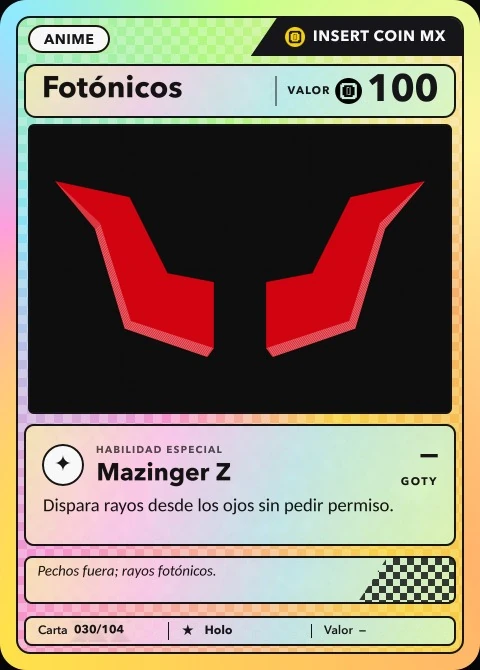 ANIME
INSERT COIN MX
Fotónicos
VALOR 100
HABILIDAD ESPECIAL
Mazinger Z
–
GOTY
Dispara rayos desde los ojos sin pedir permiso.
Pechos fuera; rayos fotónicos.
Carta 030/104 ★ Holo Valor –